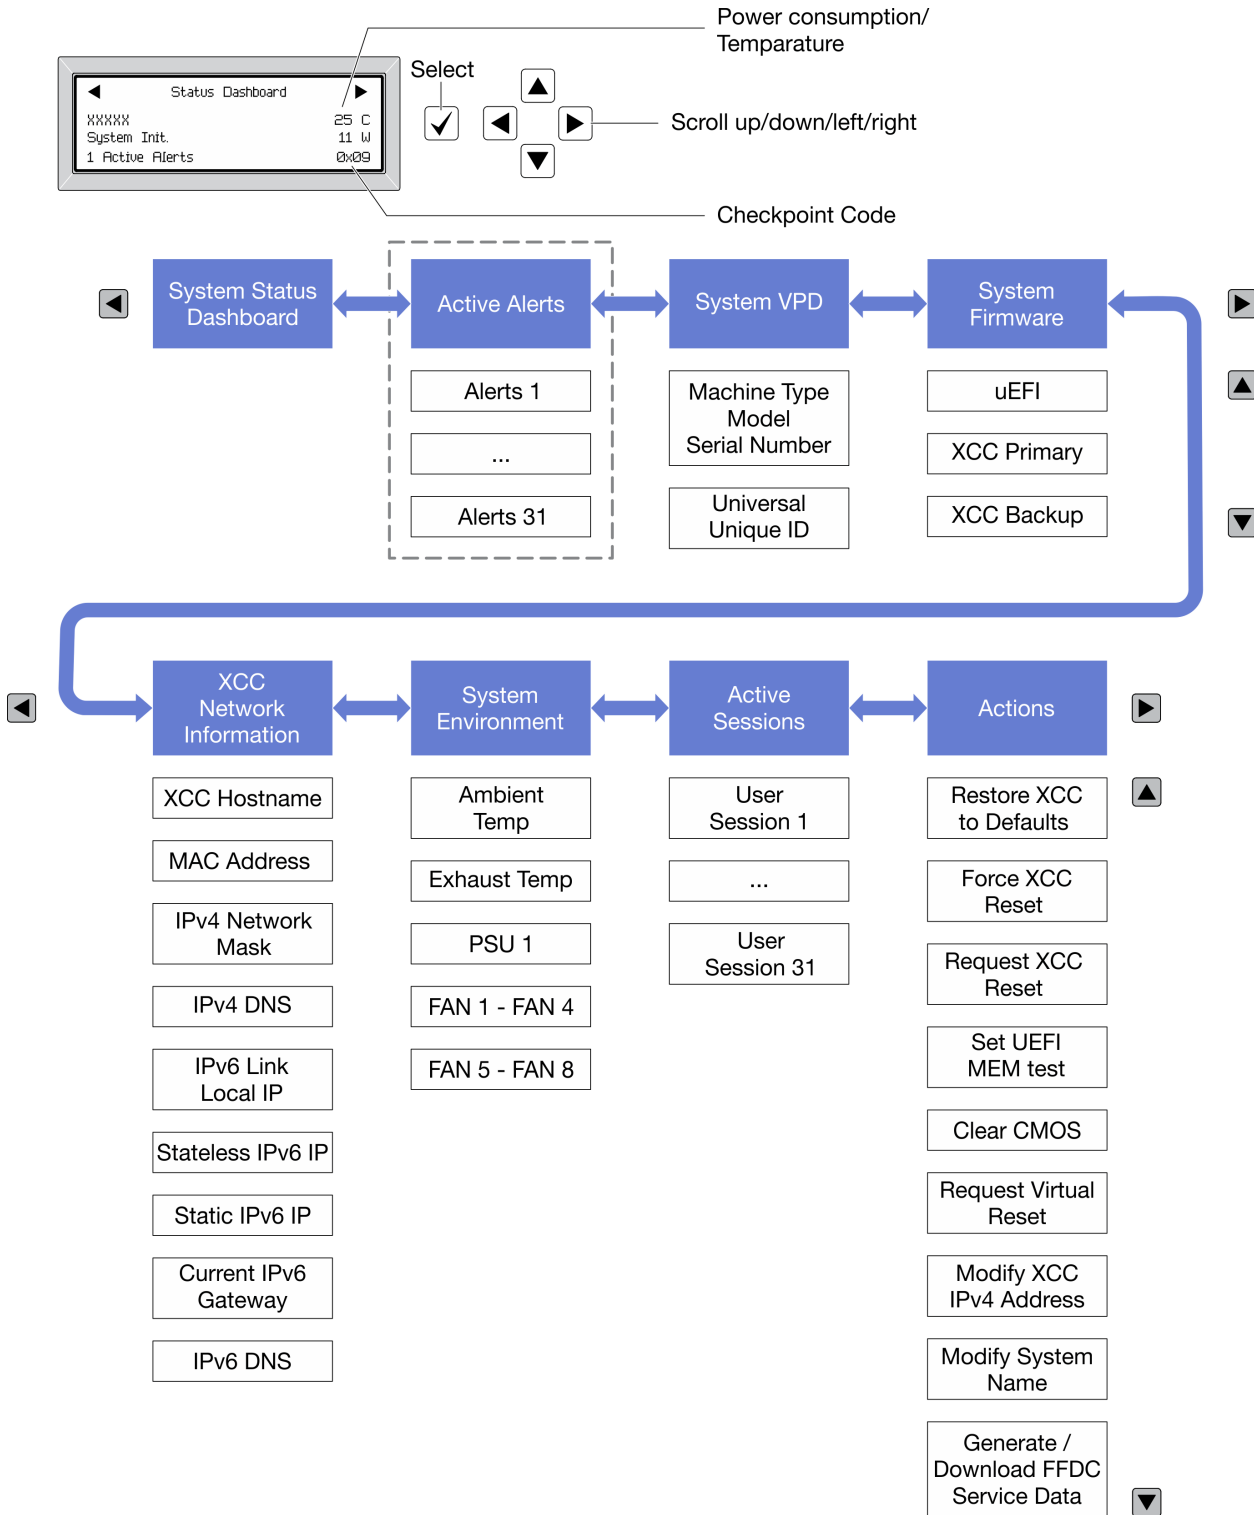 Power consumption/
Temparature
Select
Status Dashboard
XXXXX 25 C
System Init. 11 W
1 Active Alerts 0x09
Scroll up/down/left/right
Checkpoint Code
System Status
Dashboard
Active Alerts
Alerts 1
...
Alerts 31
System VPD
Machine Type
Model
Serial Number
Universal
Unique ID
System
Firmware
uEFI
XCC Primary
XCC Backup
XCC
Network
Information
XCC Hostname
MAC Address
IPv4 Network
Mask
IPv4 DNS
IPv6 Link
Local IP
Stateless IPv6 IP
Static IPv6 IP
Current IPv6
Gateway
IPv6 DNS
System
Environment
Ambient
Temp
Exhaust Temp
PSU 1
FAN 1 - FAN 4
FAN 5 - FAN 8
Active
Sessions
User
Session 1
...
User
Session 31
Actions
Restore XCC
to Defaults
Force XCC
Reset
Request XCC
Reset
Set UEFI
MEM test
Clear CMOS
Request Virtual
Reset
Modify XCC
IPv4 Address
Modify System
Name
Generate /
Download FFDC
Service Data